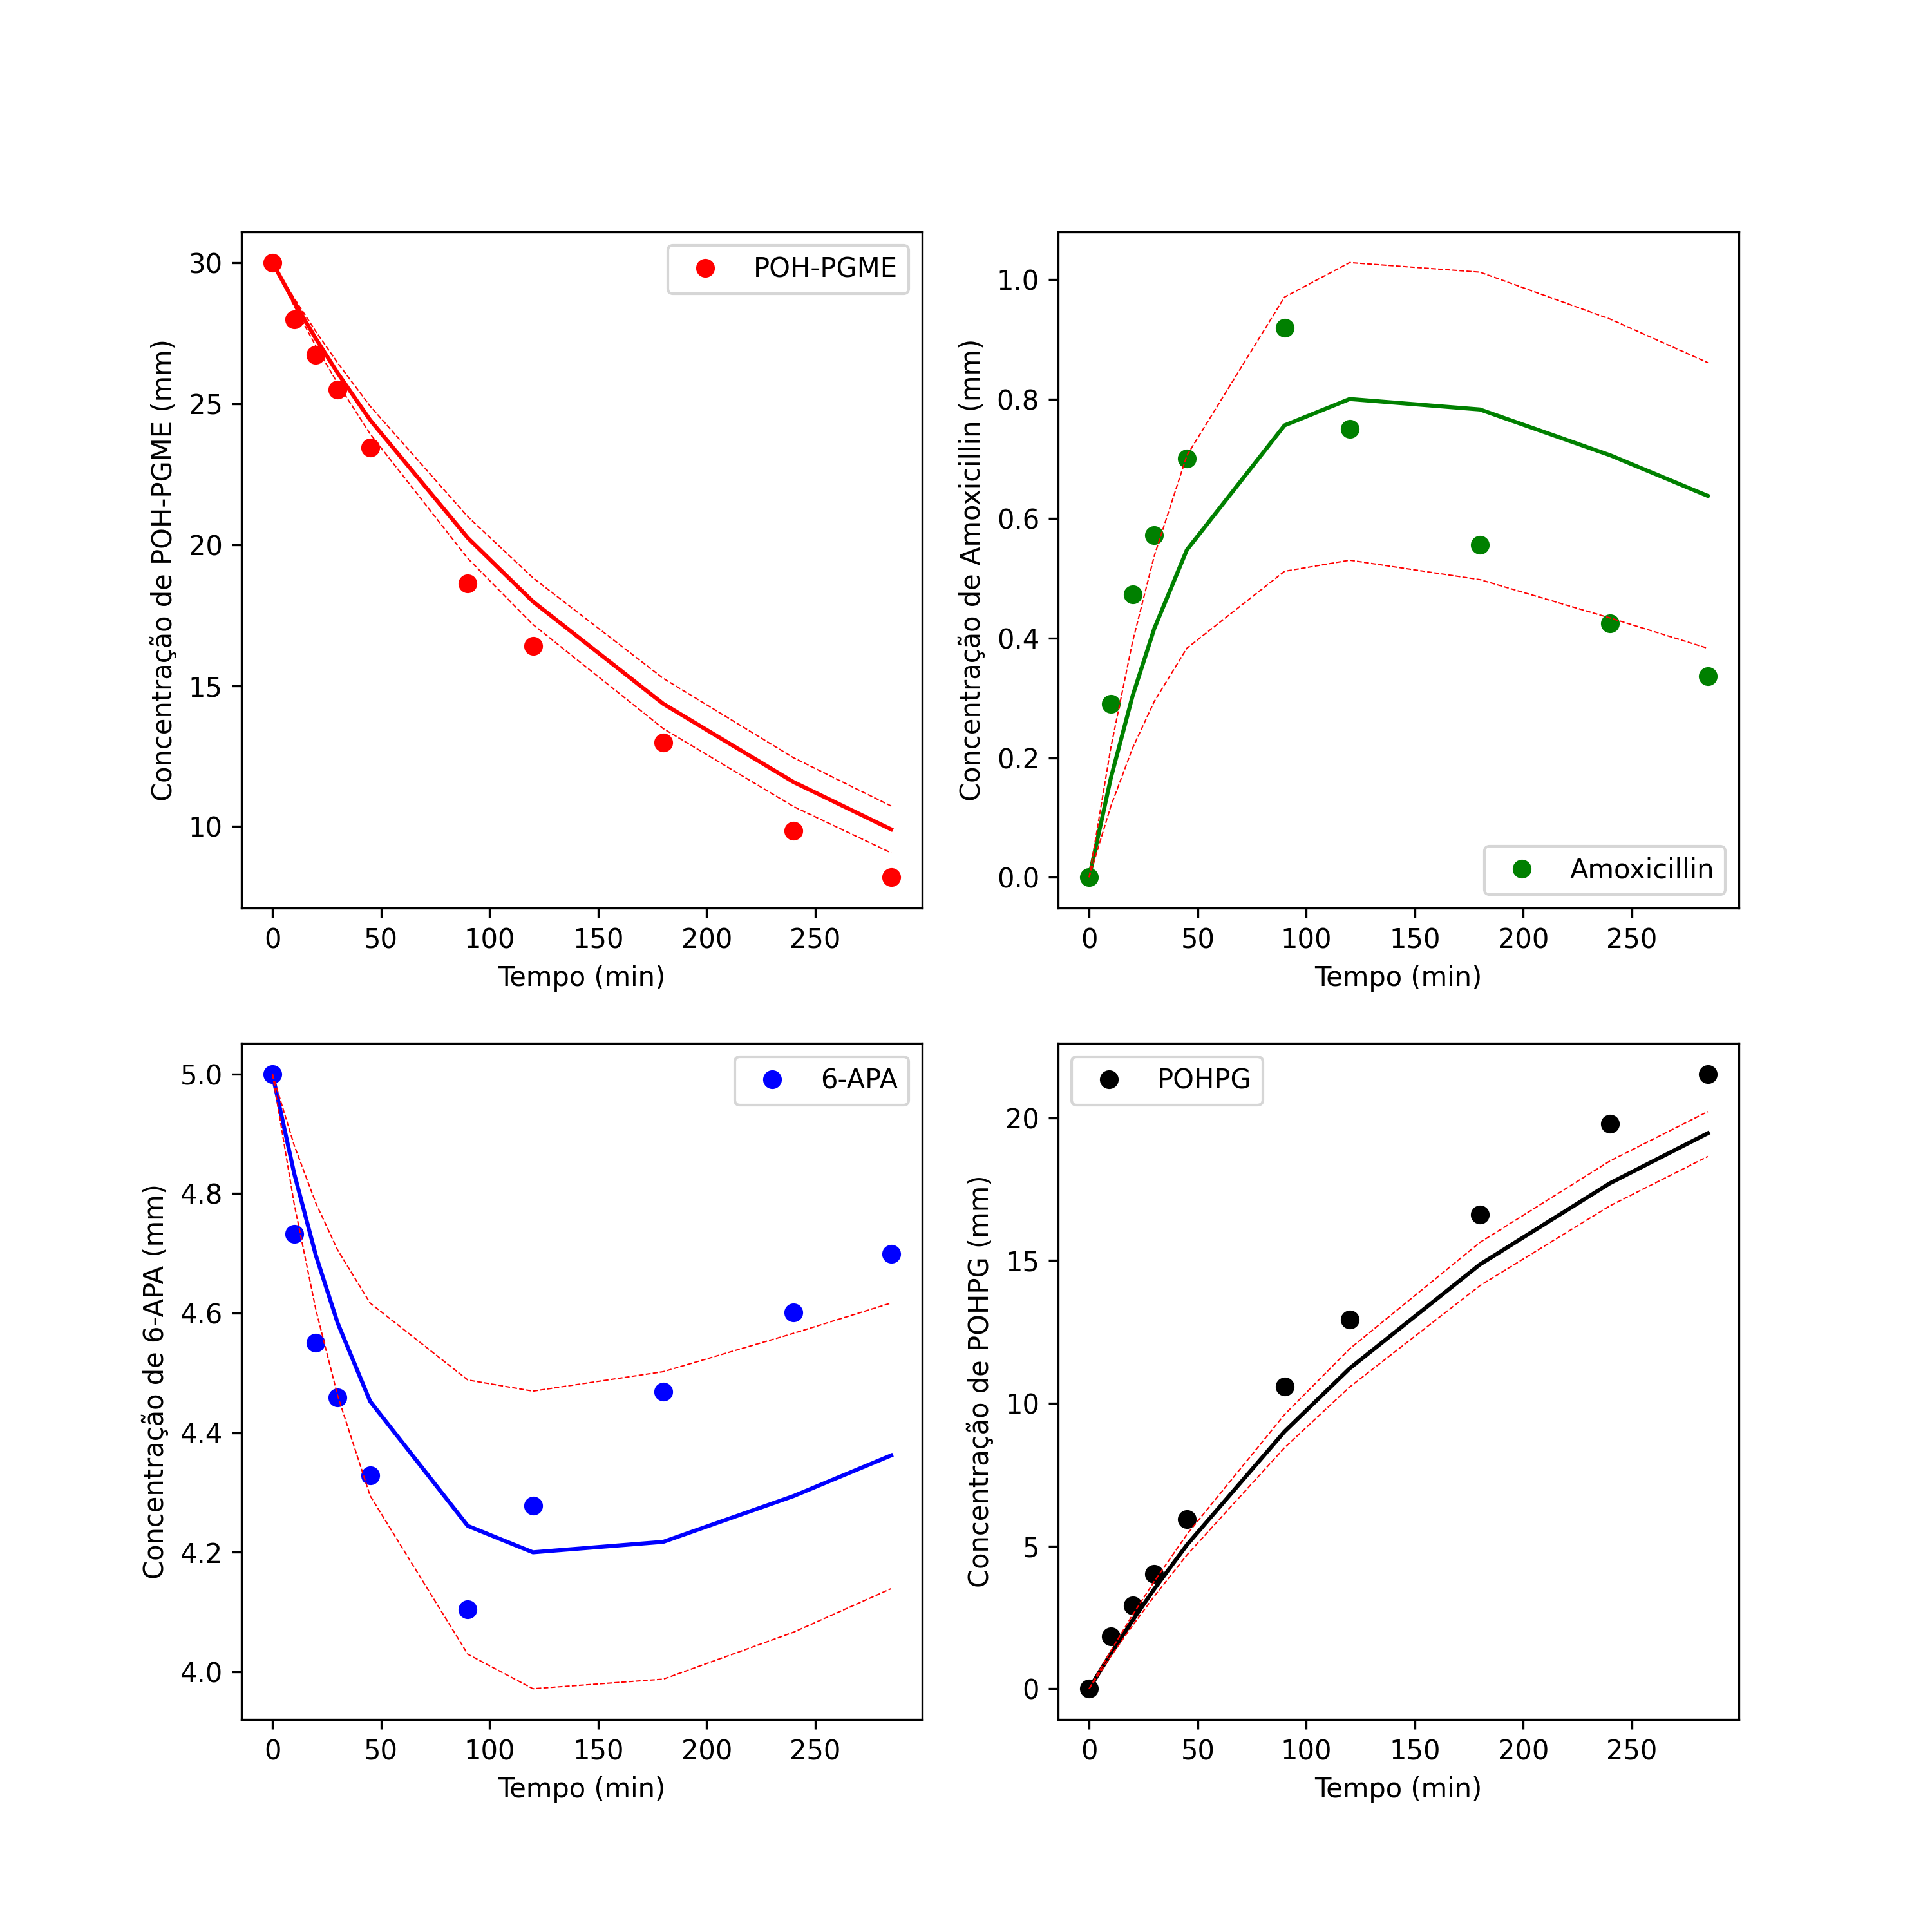 POH-PGME
Concentração de POH-PGME (mm)
30
25
20
15
10
0 50 100 150 200 250
Tempo (min)
Amoxicillin
Concentração de Amoxicillin (mm)
1.0
0.8
0.6
0.4
0.2
0.0
0 50 100 150 200 250
Tempo (min)
6-APA
Concentração de 6-APA (mm)
5.0
4.8
4.6
4.4
4.2
4.0
0 50 100 150 200 250
Tempo (min)
POHPG
Concentração de POHPG (mm)
20
15
10
5
0
0 50 100 150 200 250
Tempo (min)